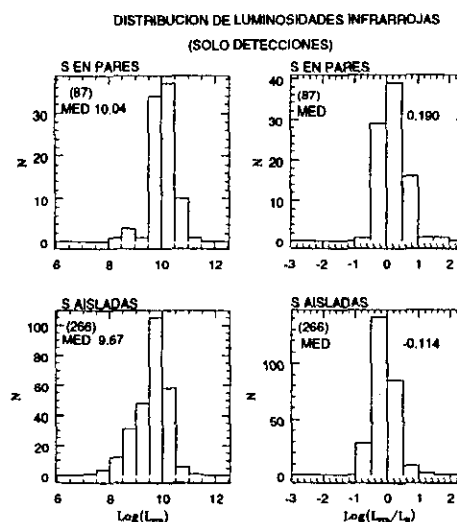 DISTRIBUCION DE LUMINOSIDADES INFRARROJAS
(SOLO DETECCIONES)
S EN PARES
(87)
MED 10.04
N
0 10 20 30
6 8 10 12
S EN PARES
(87)
MED 0.190
N
0 10 20 30 40
-3 -2 -1 0 1 2
S AISLADAS
(266)
MED 9.67
N
0 20 40 60 80 100
6 8 10 12
Log(L
S AISLADAS
(266)
MED -0.114
N
0 50 100
-3 -2 -1 0 1 2
Log(L